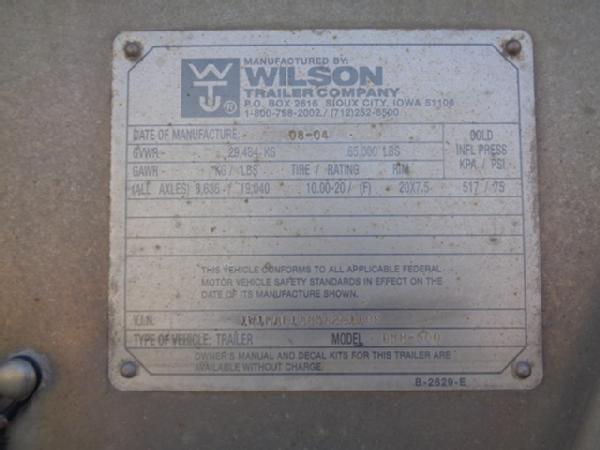 MANUFACTURED BY:
WTC ® WILSON
TRAILER COMPANY
P.O. BOX 2616 SIOUX CITY, IOWA 51106
1-800-798-2002 / (712)252-6500
DATE OF MANUFACTURE 08-04
GVWR- 29,484 KG 65,000 LBS COLD
INFL PRESS
GAWR- KG / LBS TIRE / RATING RIM KPA / PSI
(ALL AXLES) 8,636 / 19,040 10.00-20/ (F) 20X7.5 517 / 75
THIS VEHICLE CONFORMS TO ALL APPLICABLE FEDERAL
MOTOR VEHICLE SAFETY STANDARDS IN EFFECT ON THE
DATE OF ITS MANUFACTURE SHOWN.
V.I.N.
TYPE OF VEHICLE: TRAILER MODEL
OWNER'S MANUAL AND DECAL KITS FOR THIS TRAILER ARE
AVAILABLE WITHOUT CHARGE.
B-2829-E